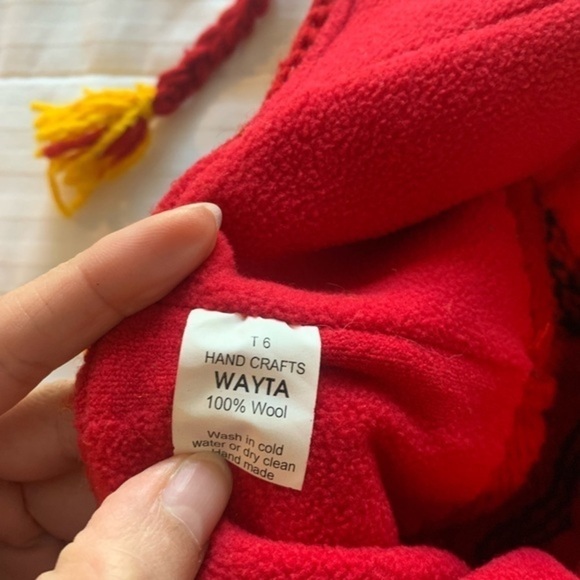 T 6
HAND CRAFTS
WAYTA
100% Wool
Wash in cold
water or dry clean
Hand made